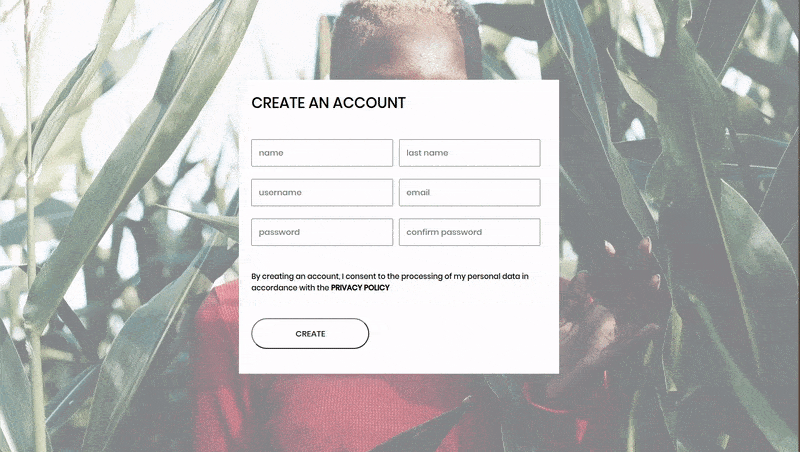 CREATE AN ACCOUNT
name last name
username email
password confirm password
By creating an account, I consent to the processing of my personal data in
accordance with the PRIVACY POLICY
CREATE